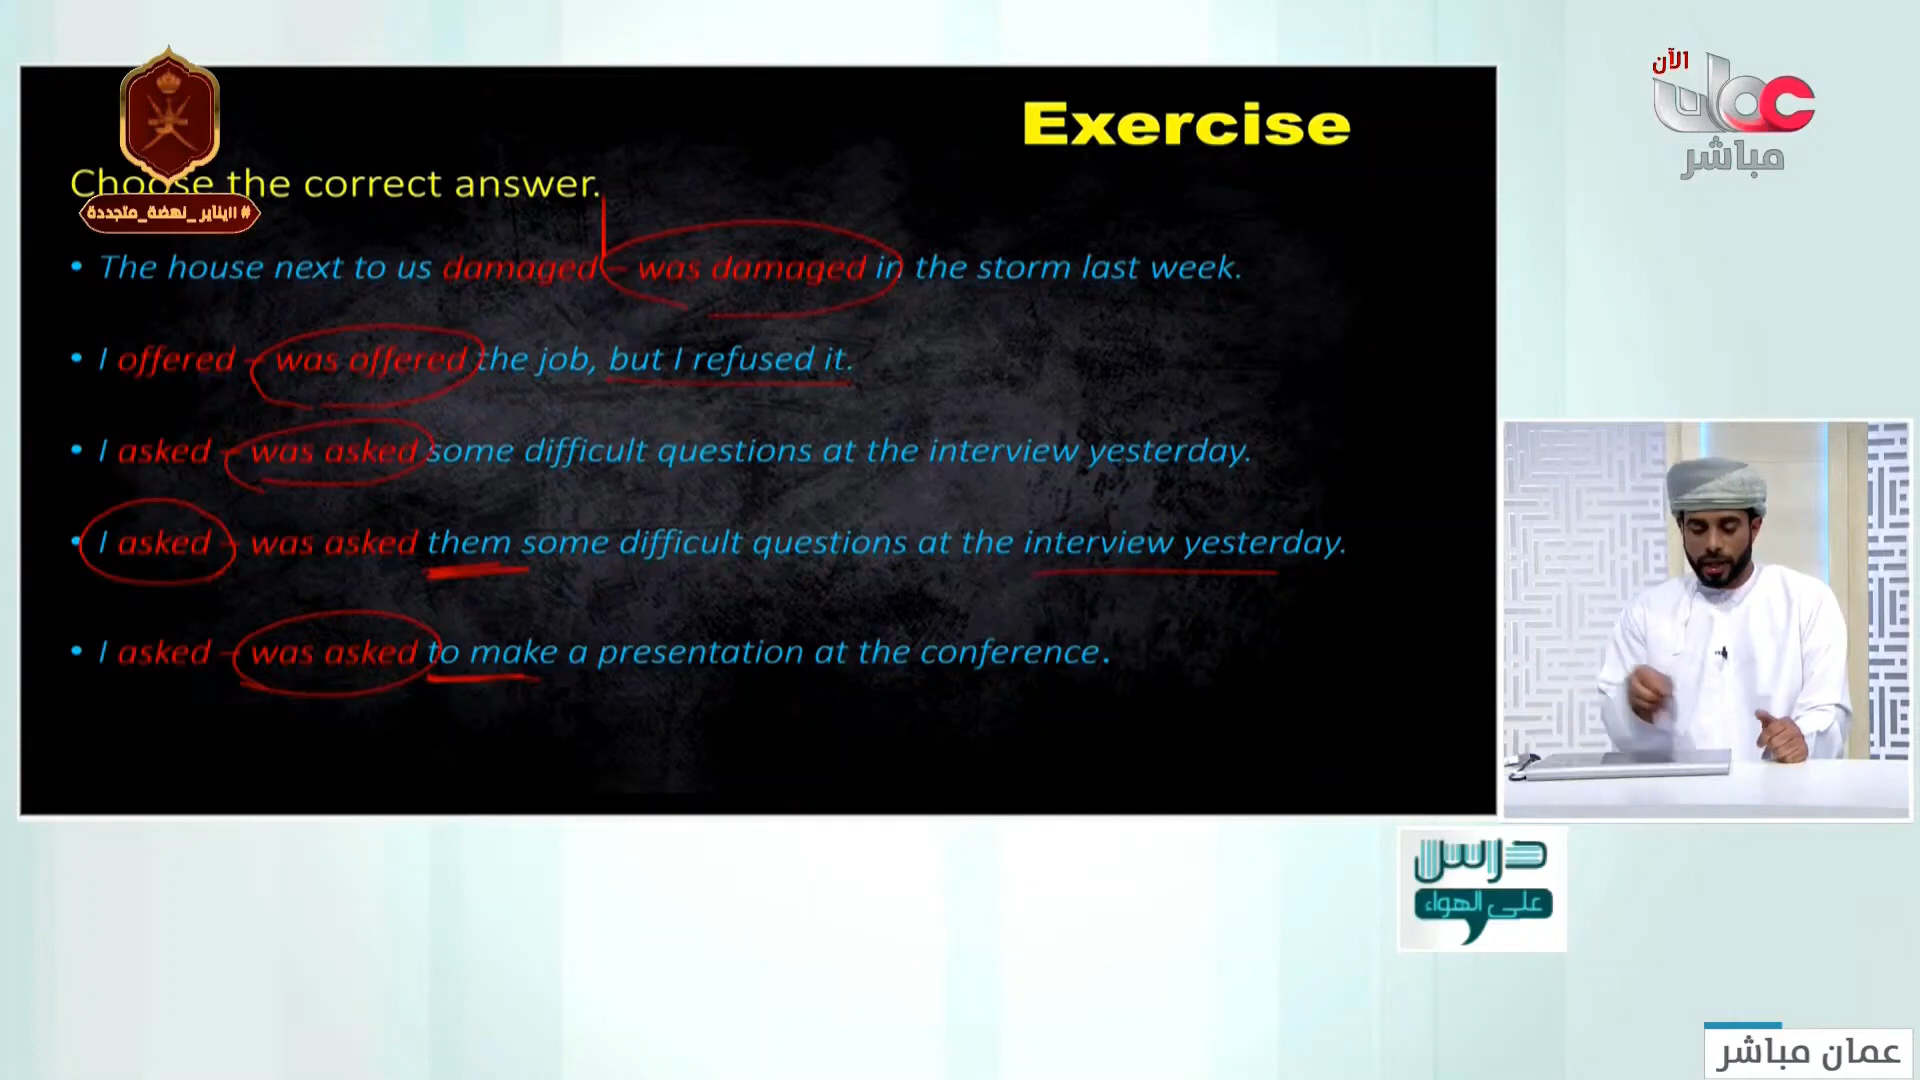 Exercise
Choose the correct answer.
# ١١يناير_نهضة_متجددة
• The house next to us damaged – was damaged in the storm last week.
• I offered – was offered the job, but I refused it.
• I asked – was asked some difficult questions at the interview yesterday.
• I asked – was asked them some difficult questions at the interview yesterday.
• I asked – was asked to make a presentation at the conference.
الآن
عمان
مباشر
درس
على الهواء
عمان مباشر